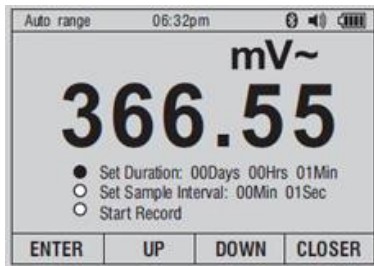 Auto range 06:32pm
mV~
366.55
Set Duration: 00Days 00Hrs 01Min
Set Sample Interval: 00Min 01Sec
Start Record
ENTER UP DOWN CLOSER